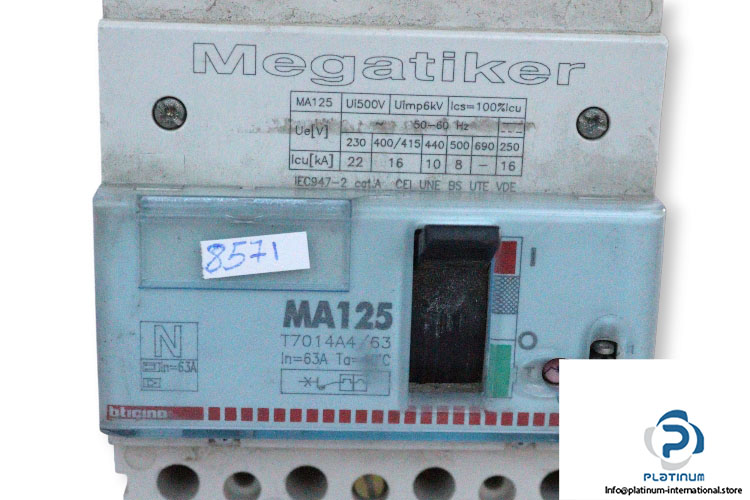 Megatiker
MA125 Ui500V Uimp6kV Ics=100%Icu
Ue[V] ~ 50-60 Hz
230 400/415 440 500 690 250
Icu[kA] 22 16 10 8 - 16
IEC947-2 cat.A CEI UNE BS UTE VDE
8571
I
MA125
T7014A4/63
In=63A Ta=
N
In=63A
O
bticino
PLATINUM
Info@platinum-international.store